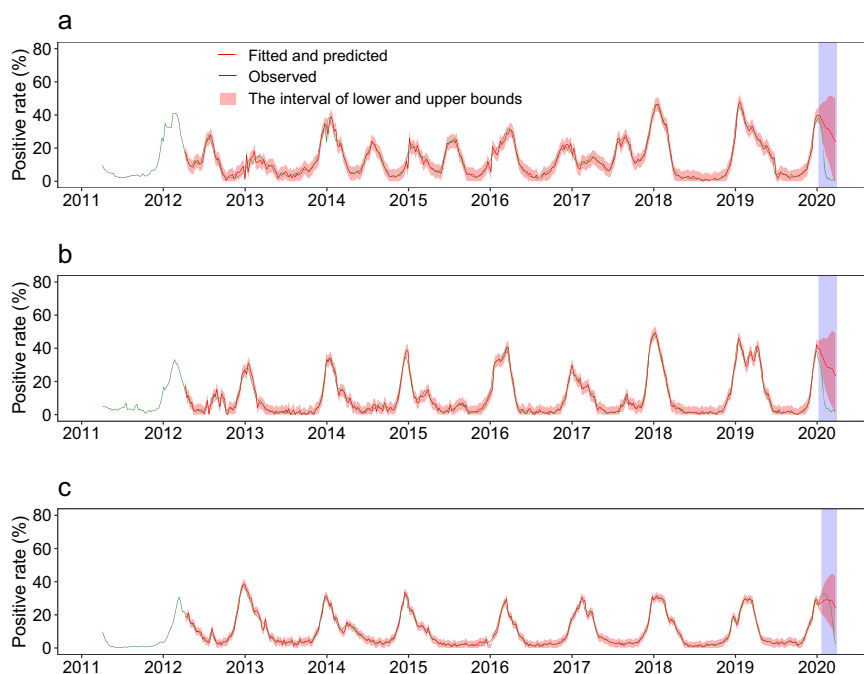 a
Positive rate (%)
80
60
40
20
0
Fitted and predicted
Observed
The interval of lower and upper bounds
2011 2012 2013 2014 2015 2016 2017 2018 2019 2020
b
Positive rate (%)
80
60
40
20
0
2011 2012 2013 2014 2015 2016 2017 2018 2019 2020
c
Positive rate (%)
80
60
40
20
0
2011 2012 2013 2014 2015 2016 2017 2018 2019 2020